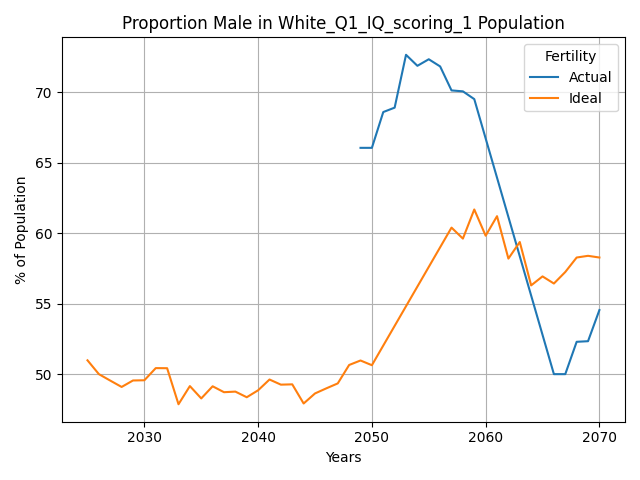 Proportion Male in White_Q1_IQ_scoring_1 Population
Fertility
Actual
Ideal
70
65
60
55
50
% of Population
2030
2040
2050
2060
2070
Years